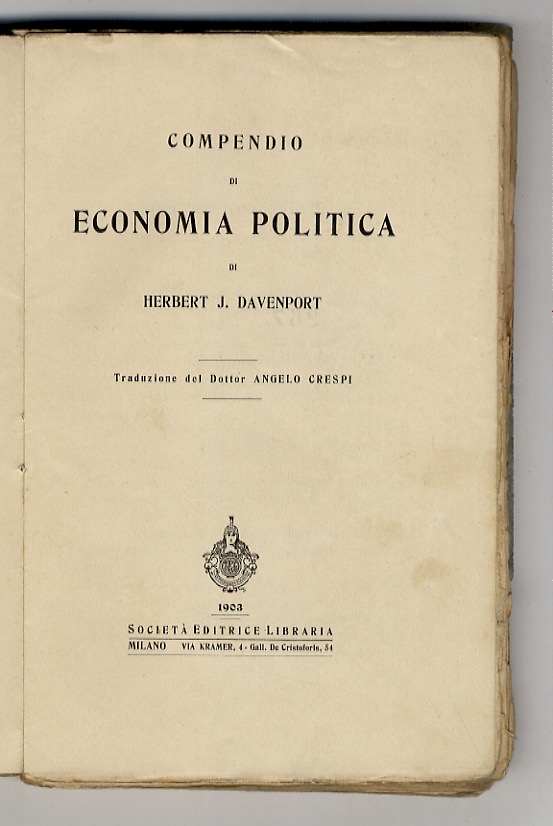 COMPENDIO
DI
ECONOMIA POLITICA
DI
HERBERT J. DAVENPORT
Traduzione del Dottor ANGELO CRESPI
1903
SOCIETÀ EDITRICE LIBRARIA
MILANO VIA KRAMER, 4 - Gall. De Cristoforis, 54